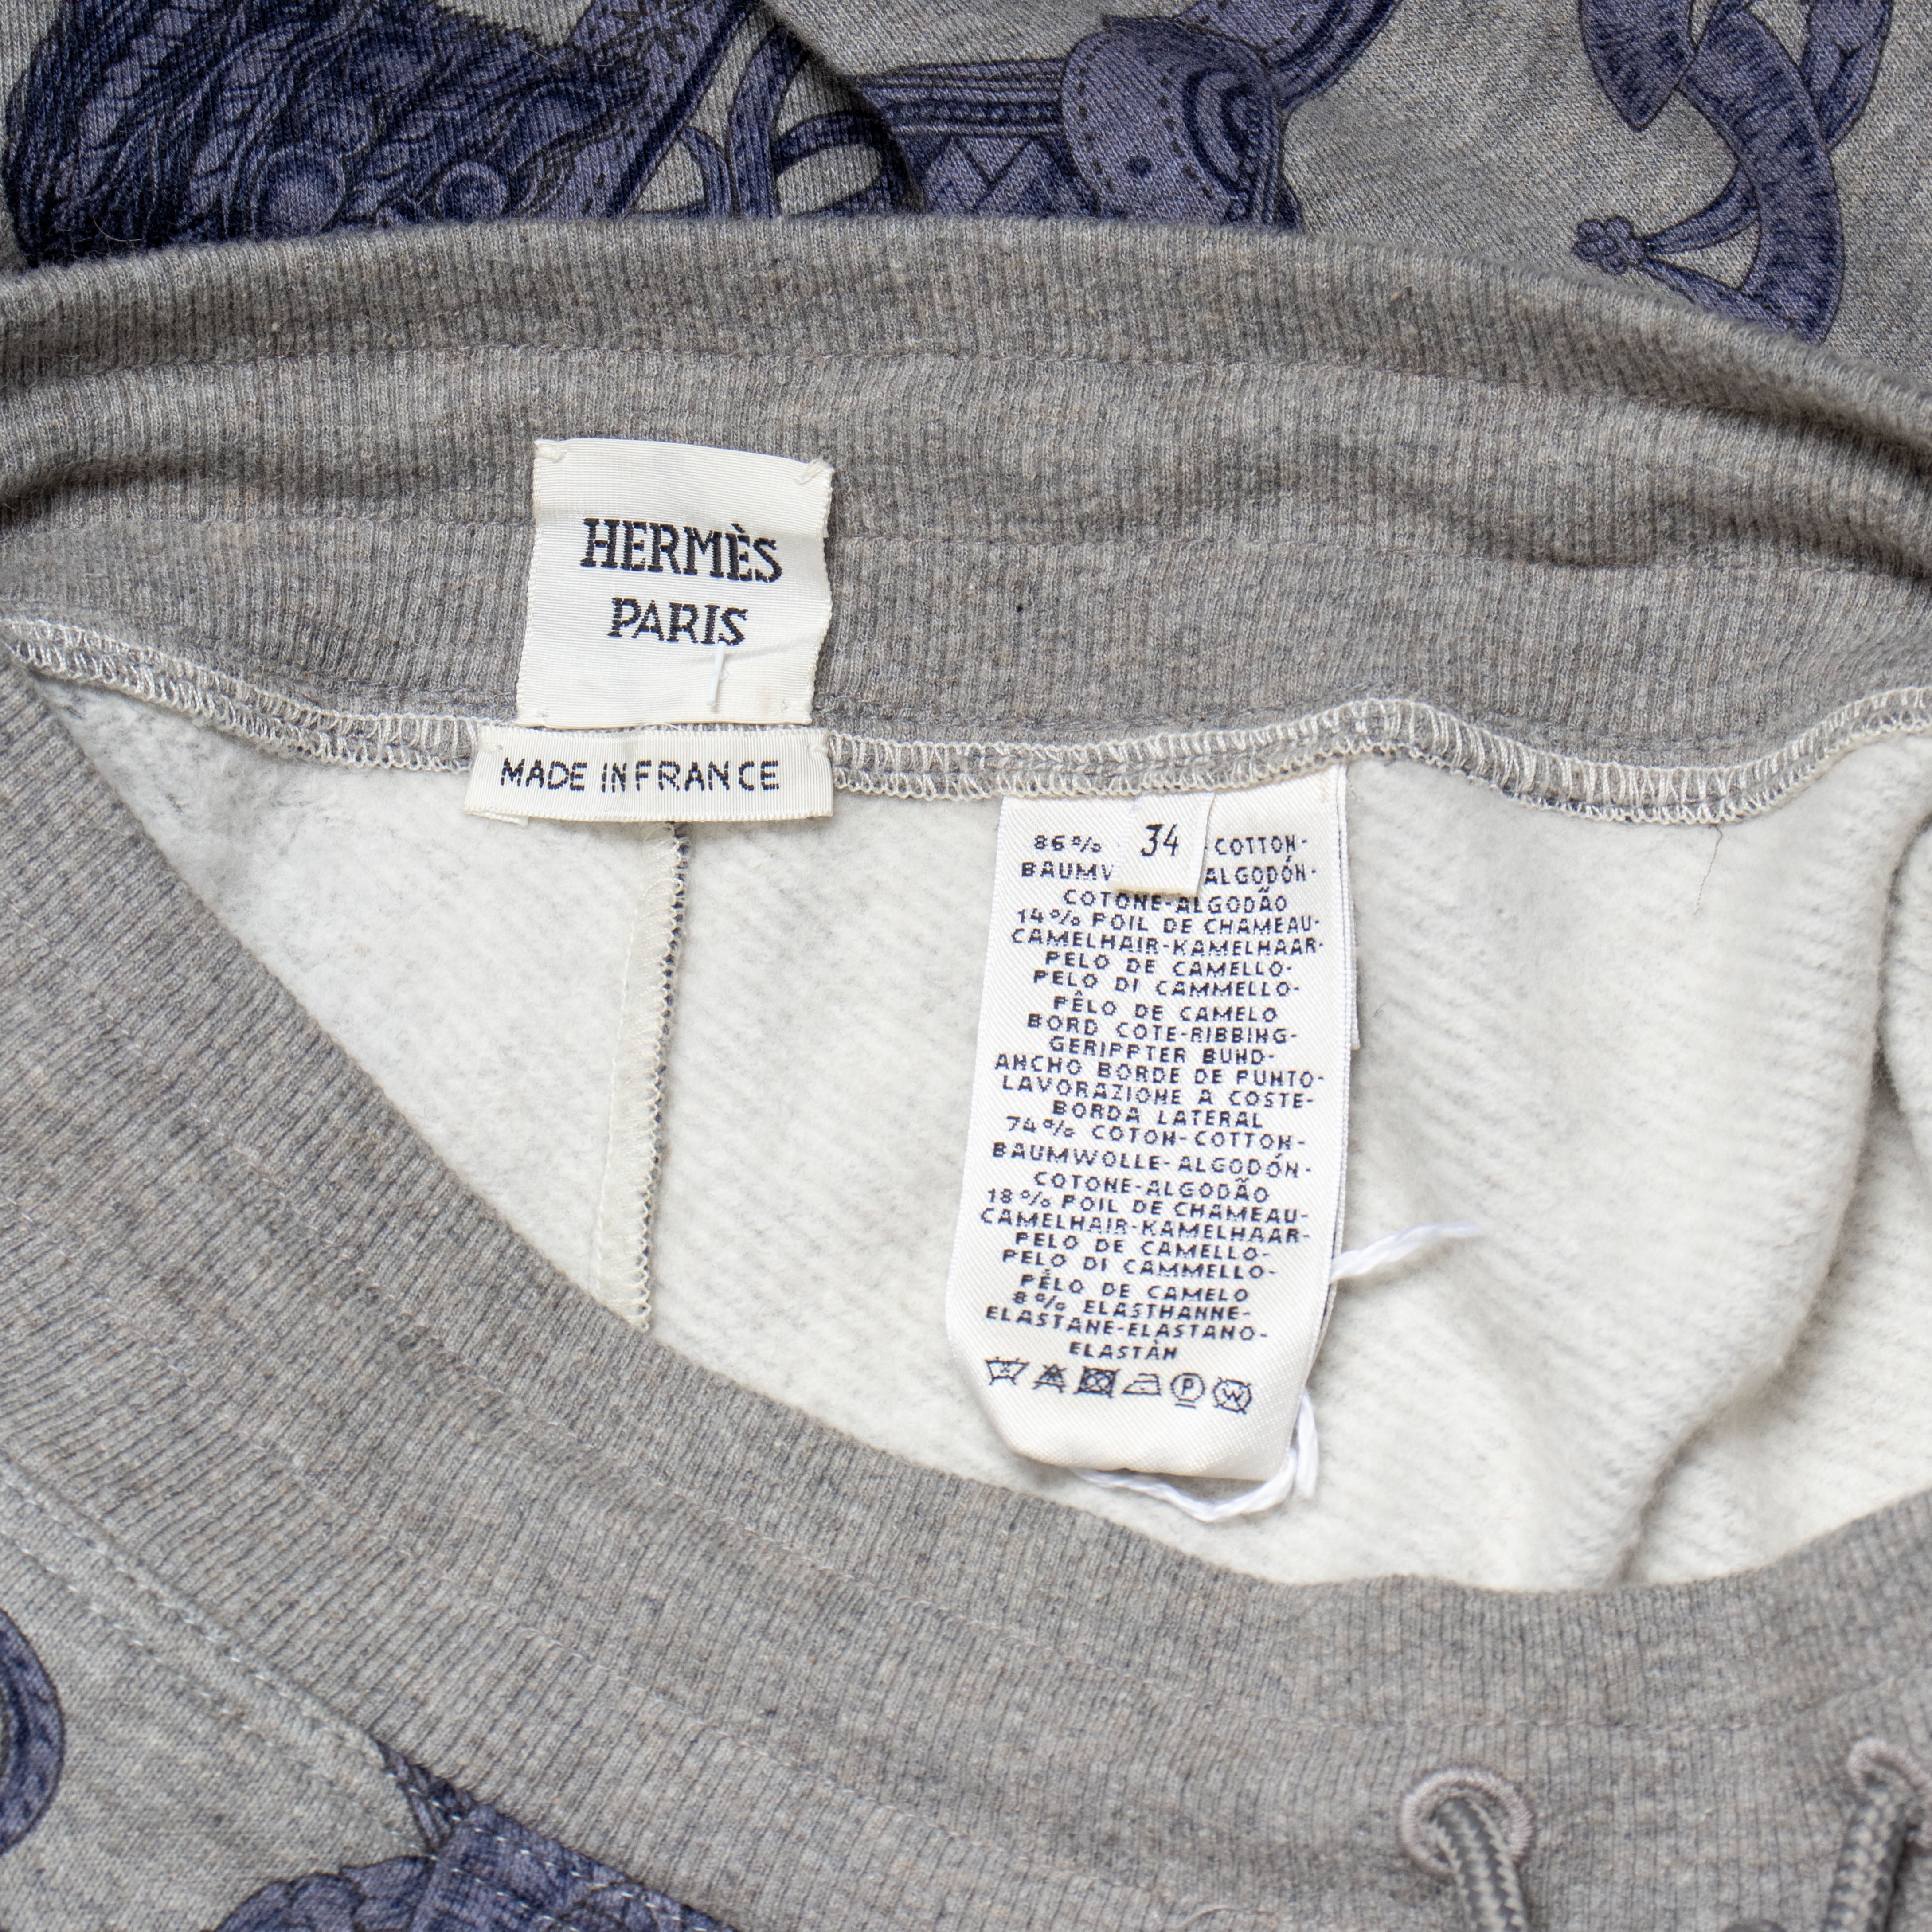 HERMÈS
PARIS
MADE IN FRANCE
34
86% -COTTON-
ALGODÓN-
COTONE-ALGODÃO
14% POIL DE CHAMEAU-
CAMELHAIR-KAMELHAAR-
PELO DE CAMELLO-
PELO DI CAMMELLO-
PÊLO DE CAMELO
BORD COTE-RIBBING-
GERIPPTER BUND-
ANCHO BORDE DE PUNTO-
LAVORAZIONE A COSTE-
BORDA LATERAL
74% COTON-COTTON-
BAUMWOLLE-ALGODÓN-
COTONE-ALGODÃO
18% POIL DE CHAMEAU-
CAMELHAIR-KAMELHAAR-
PELO DE CAMELLO-
PELO DI CAMMELLO-
PÊLO DE CAMELO
8% ELASTHANNE-
ELASTANE-ELASTANO-
ELASTÀN
P W